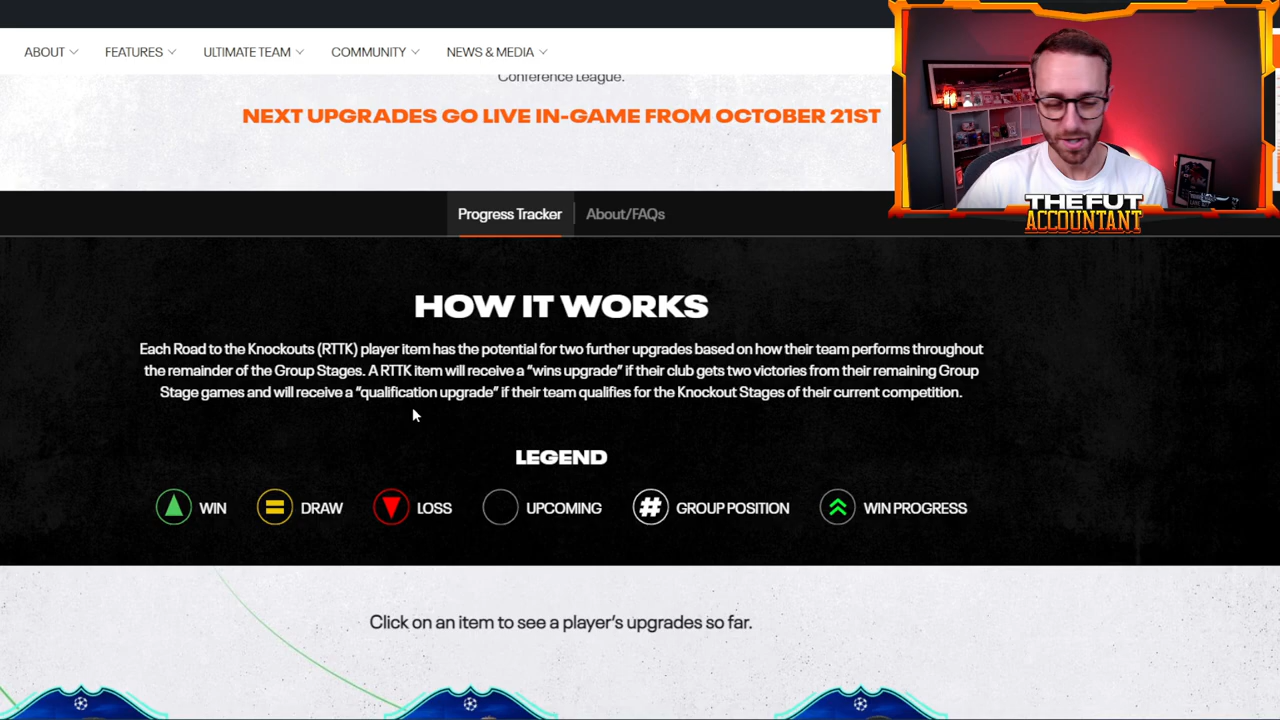 ABOUT FEATURES ULTIMATE TEAM COMMUNITY NEWS & MEDIA
Conference League.
NEXT UPGRADES GO LIVE IN-GAME FROM OCTOBER 21ST
THE FUT
ACCOUNTANT
Progress Tracker About/FAQs
HOW IT WORKS
Each Road to the Knockouts (RTTK) player item has the potential for two further upgrades based on how their team performs throughout
the remainder of the Group Stages. A RTTK item will receive a “wins upgrade” if their club gets two victories from their remaining Group
Stage games and will receive a “qualification upgrade” if their team qualifies for the Knockout Stages of their current competition.
LEGEND
WIN DRAW LOSS UPCOMING # GROUP POSITION WIN PROGRESS
Click on an item to see a player’s upgrades so far.